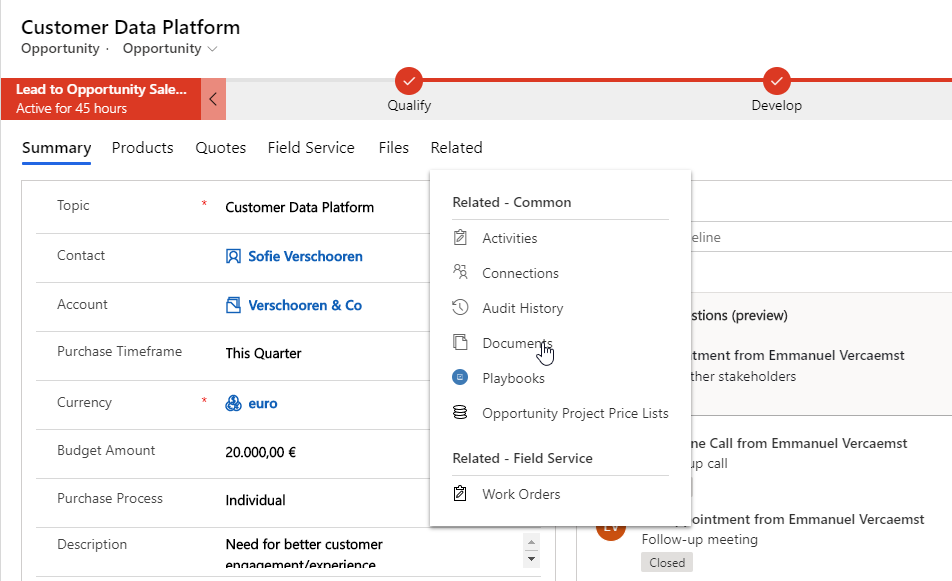 Customer Data Platform
Opportunity · Opportunity
Lead to Opportunity Sale...
Active for 45 hours
Qualify
Develop
Summary Products Quotes Field Service Files Related
Topic * Customer Data Platform
Contact Sofie Verschooren
Account Verschooren & Co
Purchase Timeframe This Quarter
Currency * euro
Budget Amount 20.000,00 €
Purchase Process Individual
Description Need for better customer
engagement/experience
Related - Common
Activities
Connections
Audit History
Documents
Playbooks
Opportunity Project Price Lists
Related - Field Service
Work Orders
eline
stions (preview)
tment from Emmanuel Vercaemst
ther stakeholders
ne Call from Emmanuel Vercaemst
up call
ointment from Emmanuel Vercaemst
Follow-up meeting
Closed